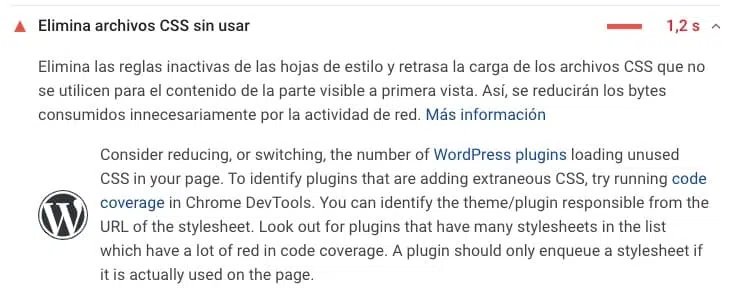 Elimina archivos CSS sin usar
1,2 s
Elimina las reglas inactivas de las hojas de estilo y retrasa la carga de los archivos CSS que no
se utilicen para el contenido de la parte visible a primera vista. Así, se reducirán los bytes
consumidos innecesariamente por la actividad de red. Más información
Consider reducing, or switching, the number of WordPress plugins loading unused
CSS in your page. To identify plugins that are adding extraneous CSS, try running code
coverage in Chrome DevTools. You can identify the theme/plugin responsible from the
URL of the stylesheet. Look out for plugins that have many stylesheets in the list
which have a lot of red in code coverage. A plugin should only enqueue a stylesheet if
it is actually used on the page.